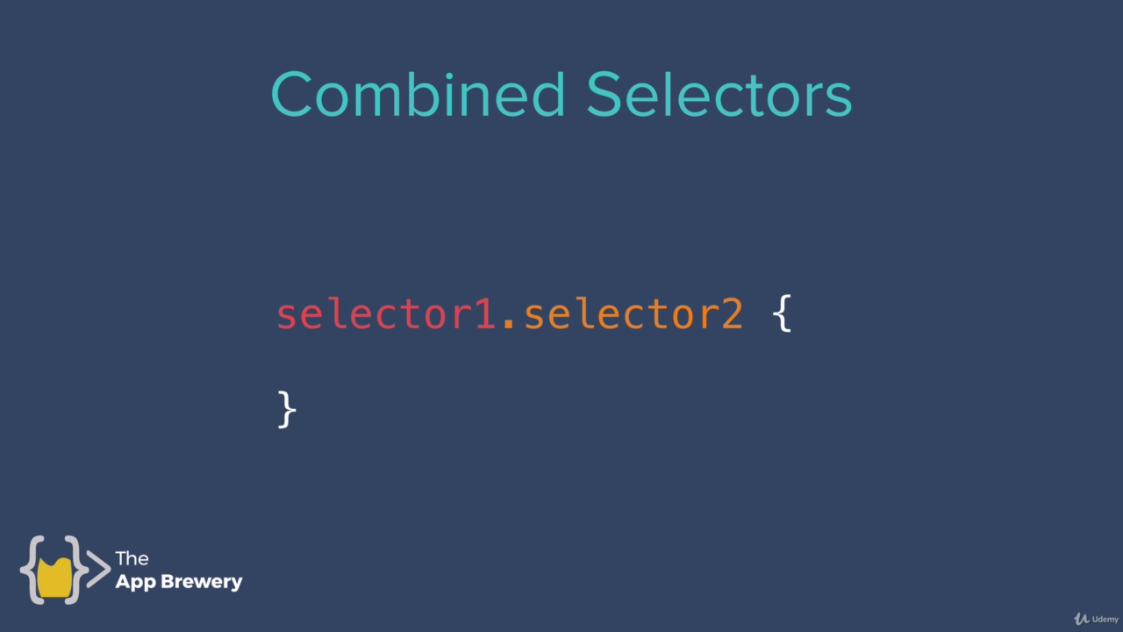 Combined Selectors
selector1.selector2 {
}
The
App Brewery
Udemy